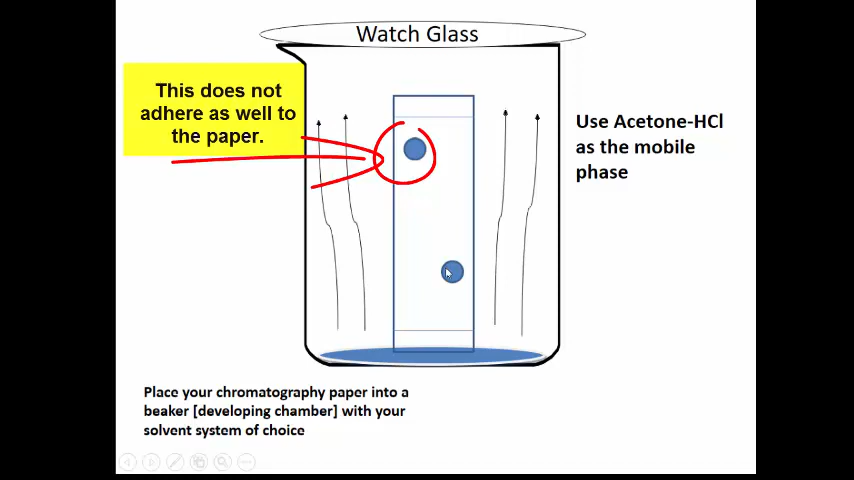 Watch Glass
This does not
adhere as well to
the paper.
Use Acetone-HCl
as the mobile
phase
Place your chromatography paper into a
beaker [developing chamber] with your
solvent system of choice